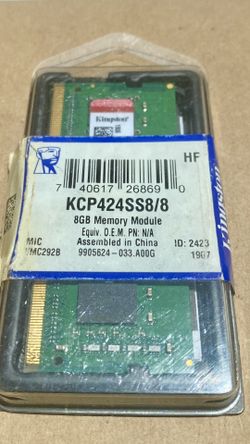 Kingston
HF
7 40617 26869 0
KCP424SS8/8
8GB Memory Module
Equiv. O.E.M. PN: N/A
MiC Assembled in China ID: 2423
9905624-033.A00G 1907
Kingston